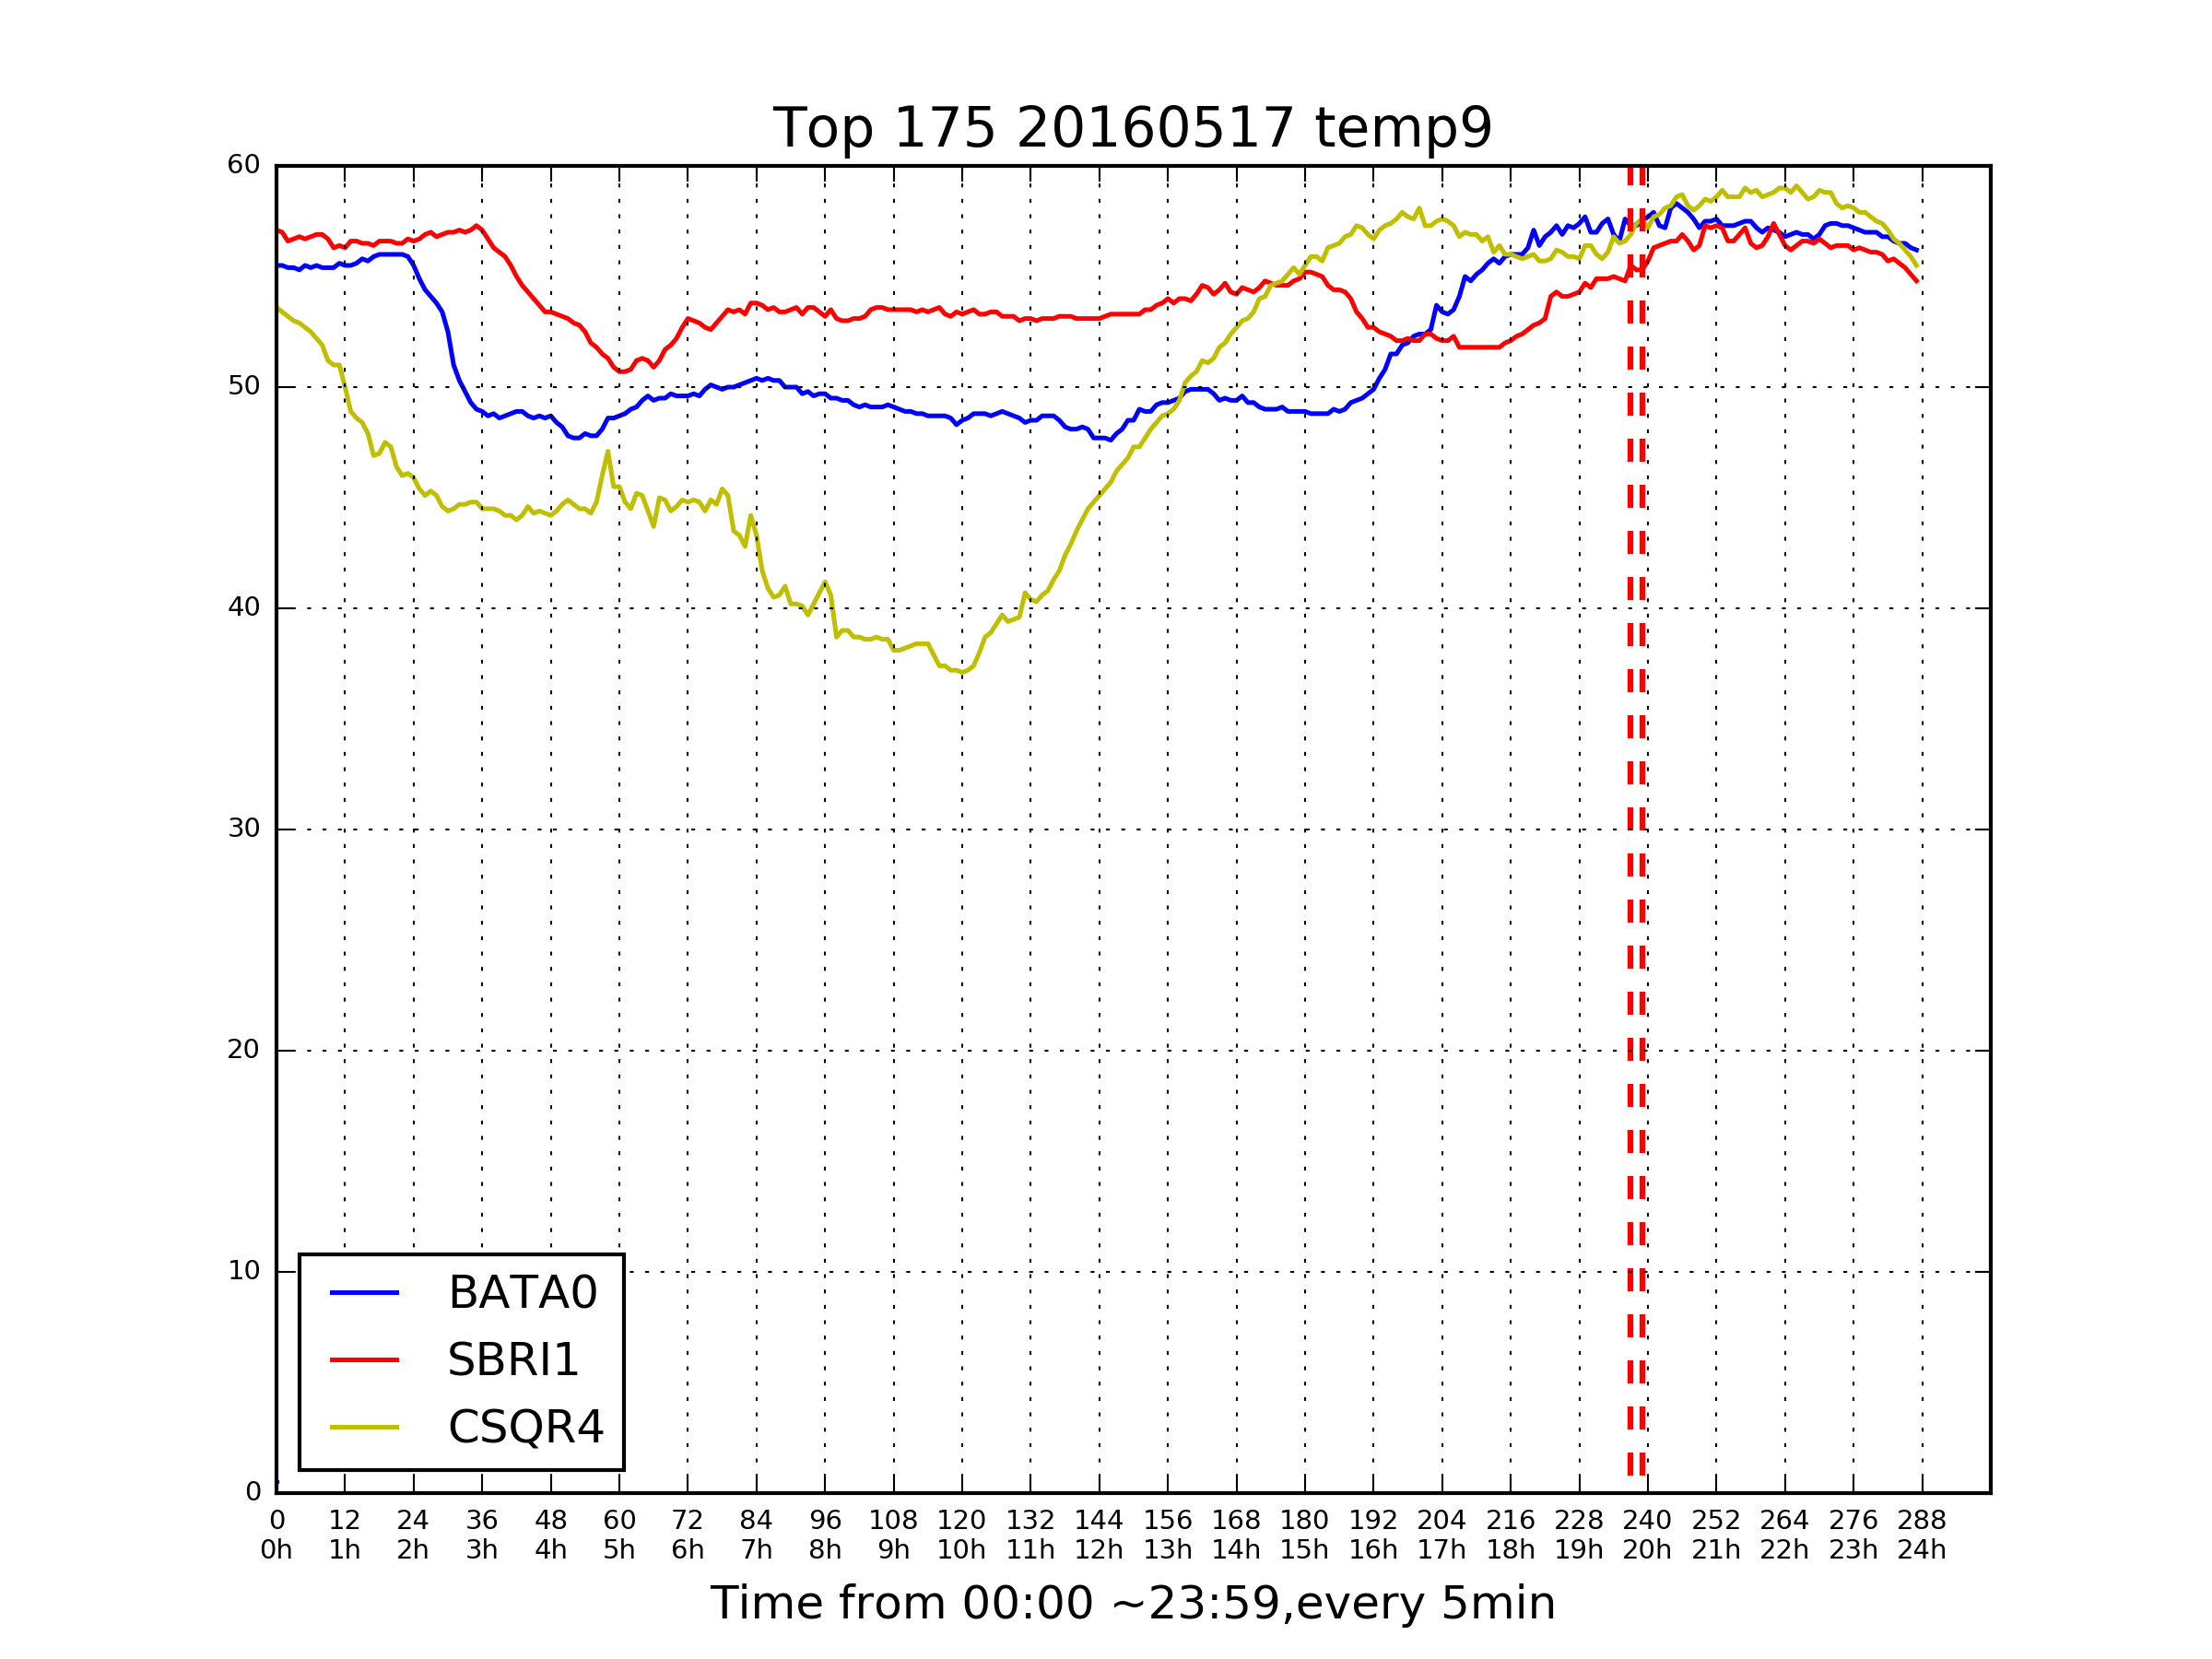 Top 175 20160517 temp9
60
50
40
30
20
10
0
BATA0
SBRI1
CSQR4
0 12 24 36 48 60 72 84 96 108 120 132 144 156 168 180 192 204 216 228 240 252 264 276 288
0h 1h 2h 3h 4h 5h 6h 7h 8h 9h 10h 11h 12h 13h 14h 15h 16h 17h 18h 19h 20h 21h 22h 23h 24h
Time from 00:00 ~23:59,every 5min